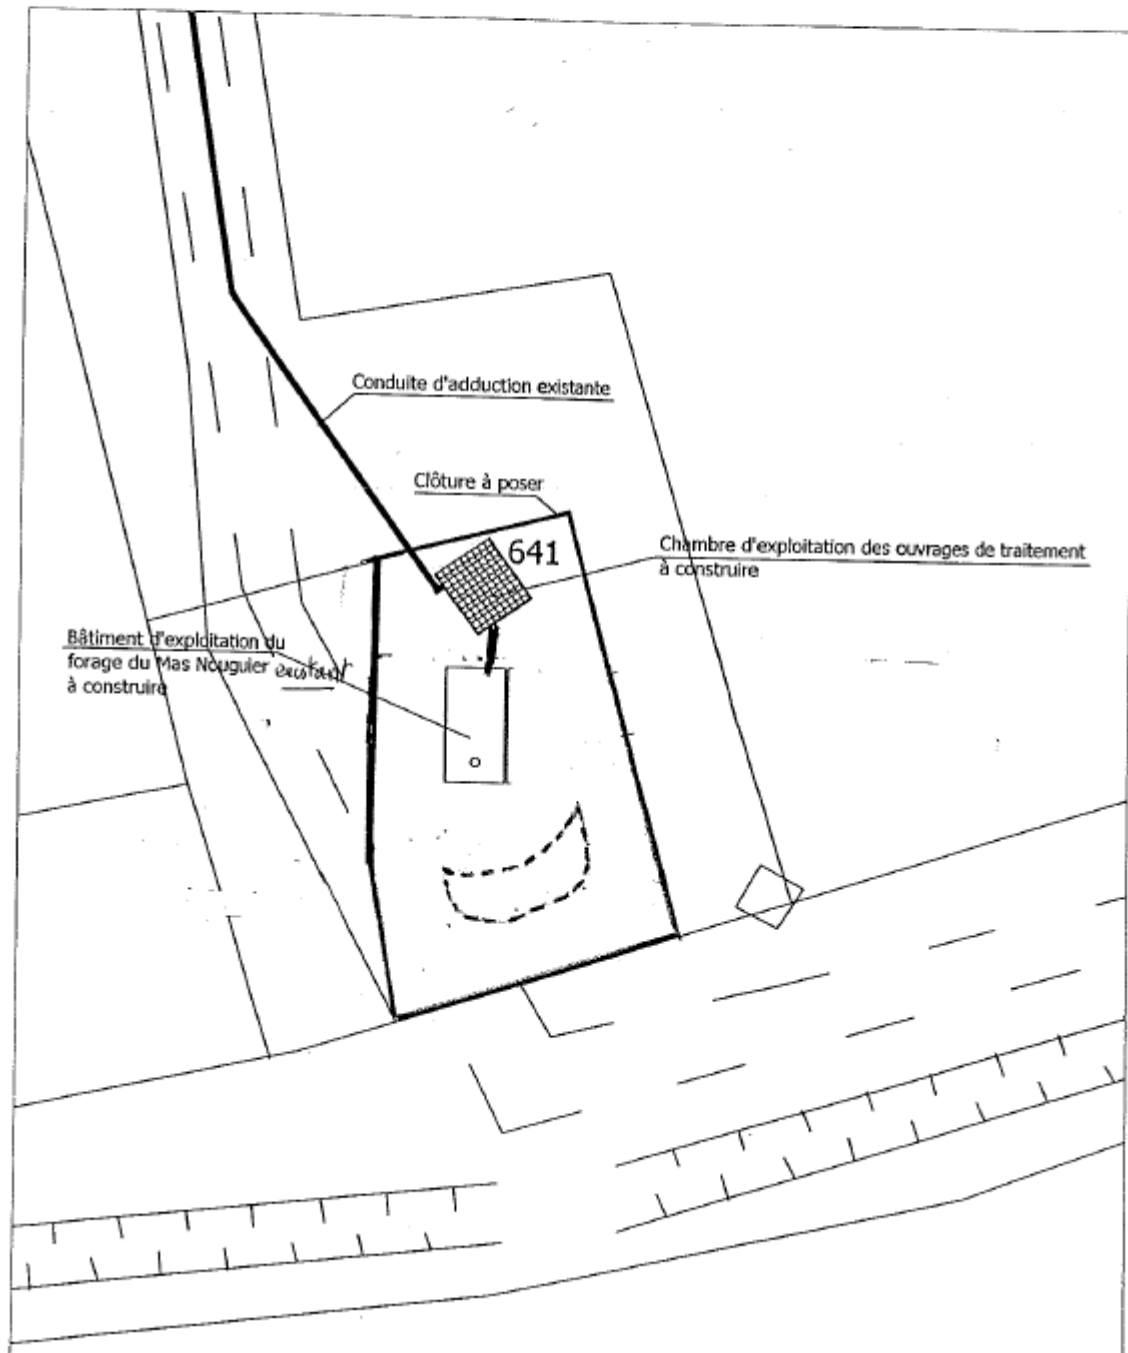 Conduite d'adduction existante
Clôture à poser
641
Chambre d'exploitation des ouvrages de traitement
à construire
Bâtiment d'exploitation du
forage du Mas Nouguier existant
à construire